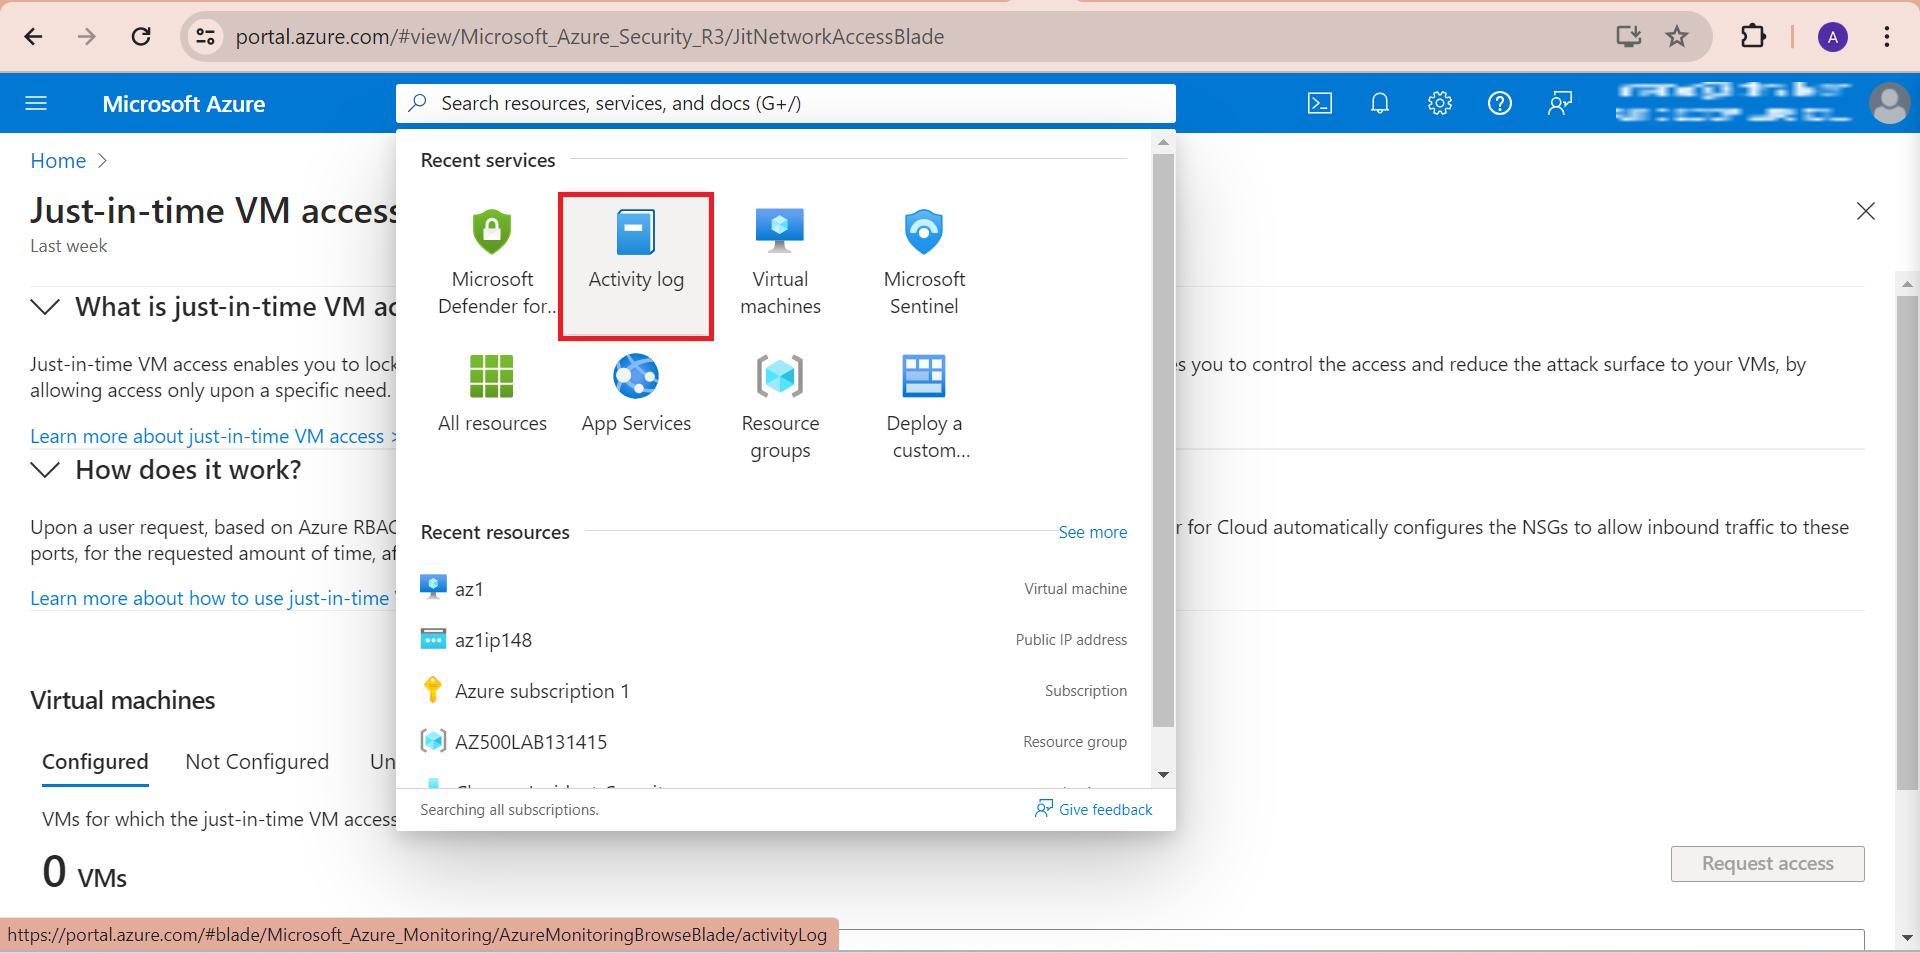 portal.azure.com/#view/Microsoft_Azure_Security_R3/JitNetworkAccessBlade
A
Microsoft Azure
Search resources, services, and docs (G+/)
Home
Just-in-time VM access
Last week
What is just-in-time VM ac
Just-in-time VM access enables you to lock
s you to control the access and reduce the attack surface to your VMs, by
allowing access only upon a specific need.
Learn more about just-in-time VM access >
How does it work?
Upon a user request, based on Azure RBAC
r for Cloud automatically configures the NSGs to allow inbound traffic to these
ports, for the requested amount of time, af
Learn more about how to use just-in-time
Virtual machines
Configured
Not Configured
Un
VMs for which the just-in-time VM access
0 VMs
Request access
Recent services
Microsoft
Defender for...
Activity log
Virtual
machines
Microsoft
Sentinel
All resources
App Services
Resource
groups
Deploy a
custom...
Recent resources
See more
az1
Virtual machine
az1ip148
Public IP address
Azure subscription 1
Subscription
AZ500LAB131415
Resource group
Searching all subscriptions.
Give feedback
https://portal.azure.com/#blade/Microsoft_Azure_Monitoring/AzureMonitoringBrowseBlade/activityLog